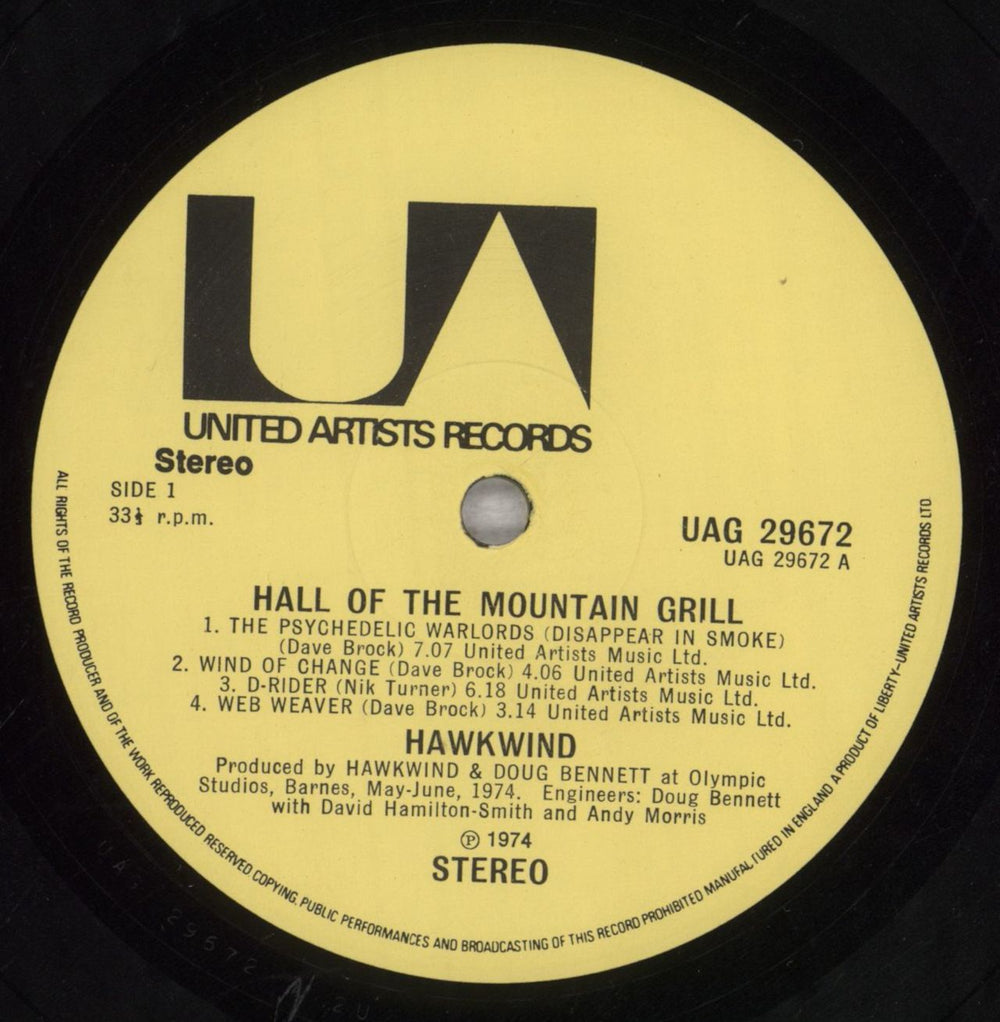 UA
UNITED ARTISTS RECORDS
Stereo
SIDE 1
33⅓ r.p.m.
UAG 29672
UAG 29672 A
HALL OF THE MOUNTAIN GRILL
1. THE PSYCHEDELIC WARLORDS (DISAPPEAR IN SMOKE)
(Dave Brock) 7.07 United Artists Music Ltd.
2. WIND OF CHANGE (Dave Brock) 4.06 United Artists Music Ltd.
3. D-RIDER (Nik Turner) 6.18 United Artists Music Ltd.
4. WEB WEAVER (Dave Brock) 3.14 United Artists Music Ltd.
HAWKWIND
Produced by HAWKWIND & DOUG BENNETT at Olympic
Studios, Barnes, May-June, 1974. Engineers: Doug Bennett
with David Hamilton-Smith and Andy Morris
℗ 1974
STEREO
ALL RIGHTS OF THE RECORD PRODUCER AND OF THE WORK REPRODUCED RESERVED COPYING, PUBLIC PERFORMANCES AND BROADCASTING OF THIS RECORD PROHIBITED MANUFACTURED IN ENGLAND A PRODUCT OF LIBERTY-UNITED ARTISTS RECORDS LTD